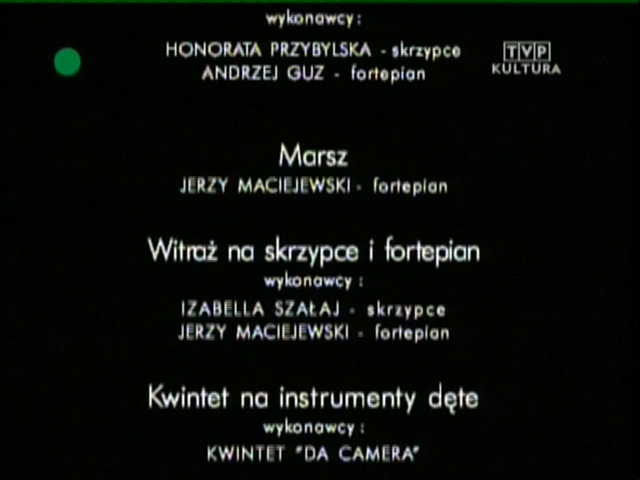 wykonawcy :
HONORATA PRZYBYLSKA - skrzypce
ANDRZEJ GUZ - fortepian
TVP
KULTURA
Marsz
JERZY MACIEJEWSKI - fortepian
Witraż na skrzypce i fortepian
wykonawcy :
IZABELLA SZAŁAJ - skrzypce
JERZY MACIEJEWSKI - fortepian
Kwintet na instrumenty dęte
wykonawcy :
KWINTET "DA CAMERA"